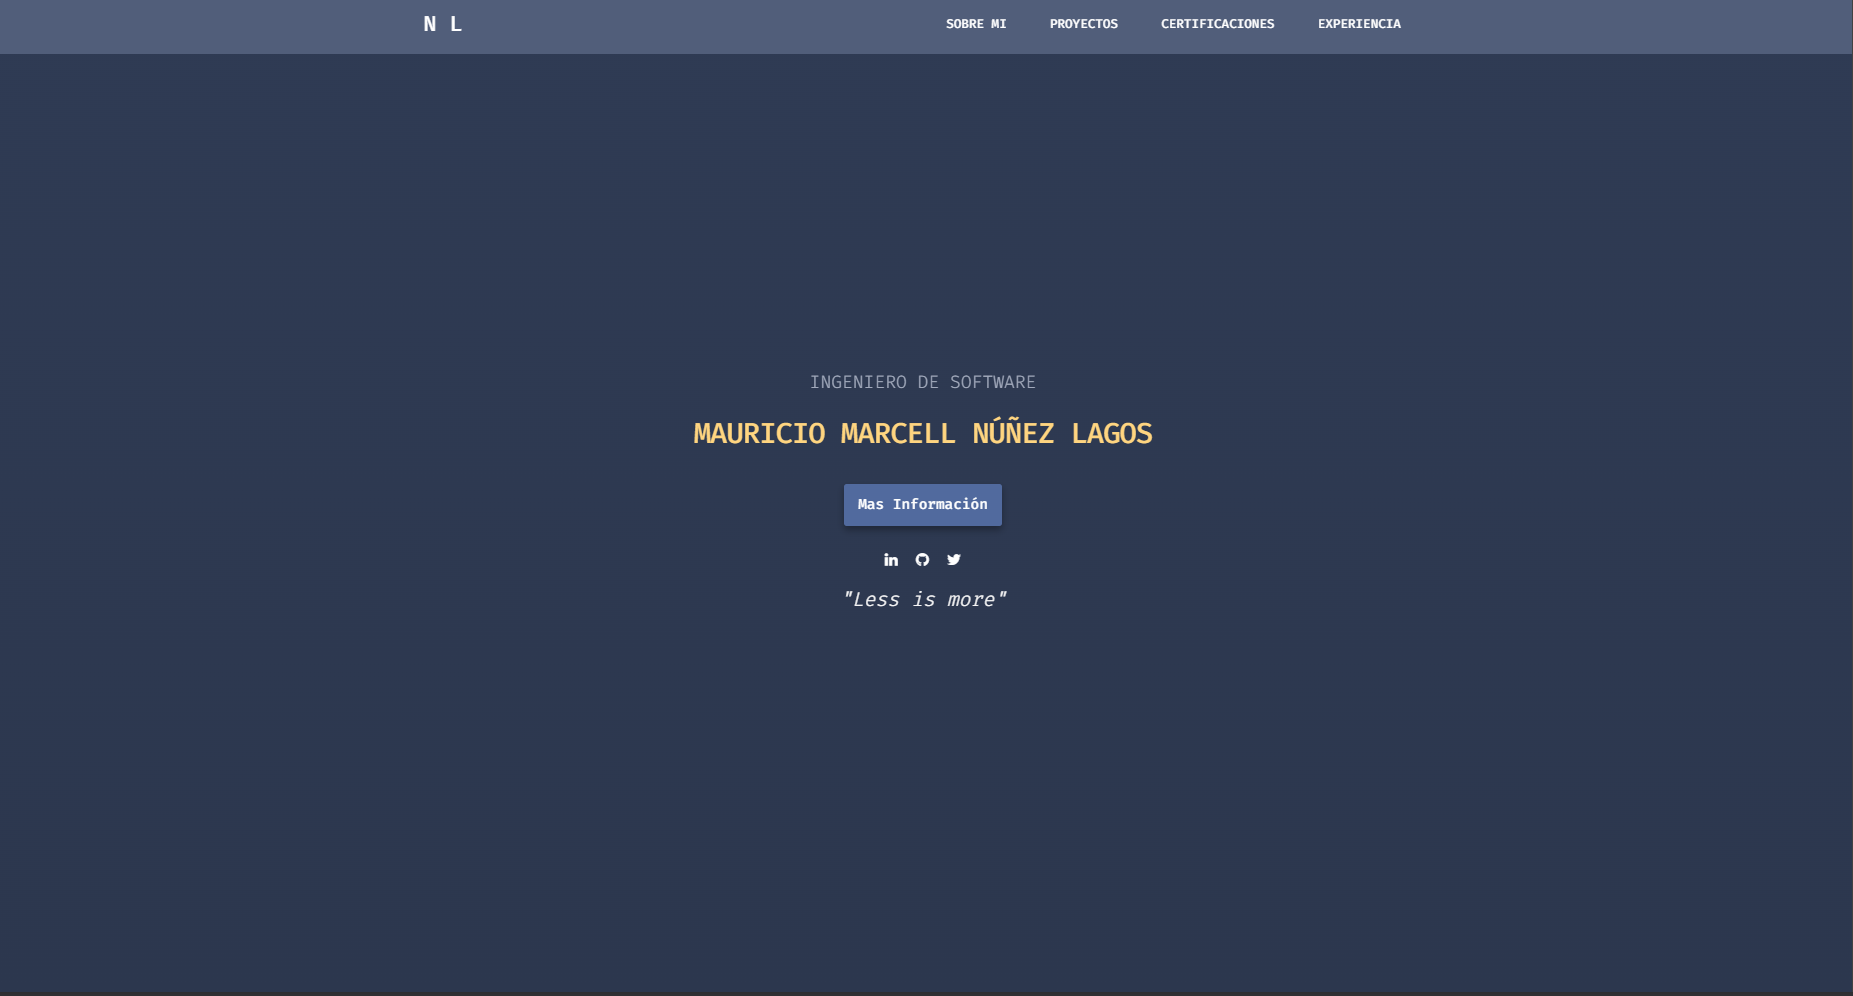 N L
SOBRE MI PROYECTOS CERTIFICACIONES EXPERIENCIA
INGENIERO DE SOFTWARE
MAURICIO MARCELL NÚÑEZ LAGOS
Mas Información
"Less is more"